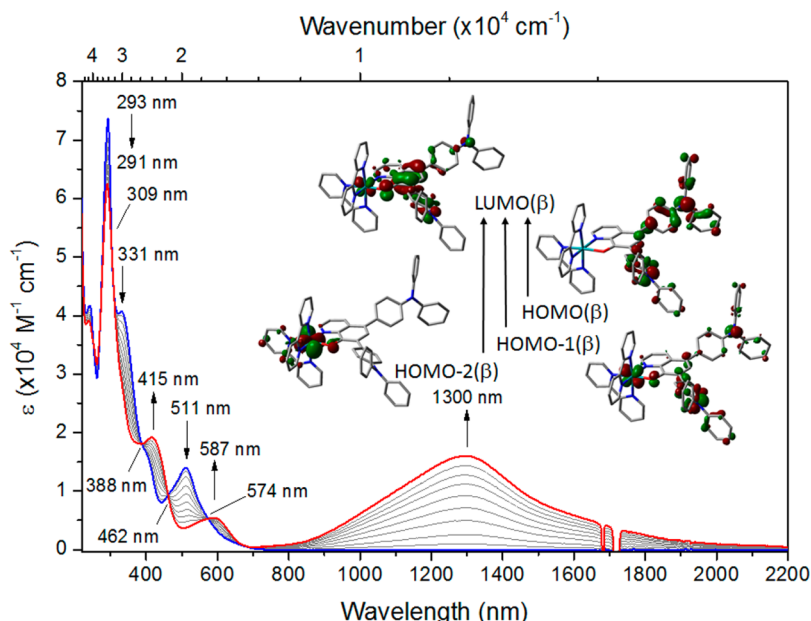 Wavenumber (x10⁴ cm⁻¹)
4 3 2 1
8
7
6
5
4
3
2
1
0
ε (x10⁴ M⁻¹ cm⁻¹)
293 nm
291 nm
309 nm
331 nm
415 nm
511 nm
587 nm
388 nm
574 nm
462 nm
LUMO(β)
HOMO(β)
HOMO-1(β)
HOMO-2(β)
1300 nm
400 600 800 1000 1200 1400 1600 1800 2000 2200
Wavelength (nm)